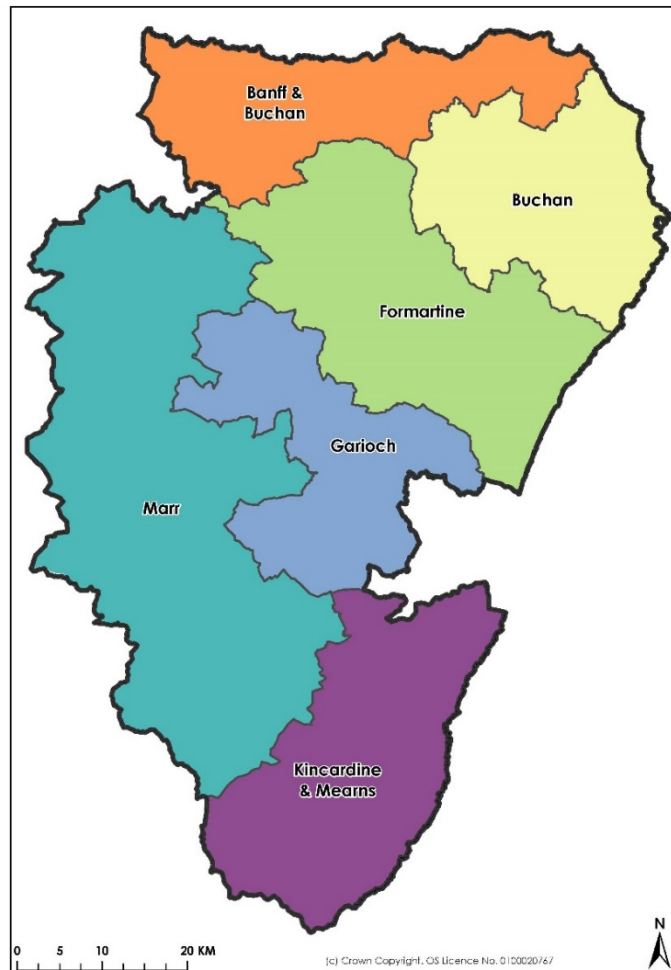 Banff &
Buchan
Buchan
Formartine
Garioch
Marr
Kincardine
& Mearns
0 5 10 20 KM
N
(c) Crown Copyright, OS Licence No. 0100020767